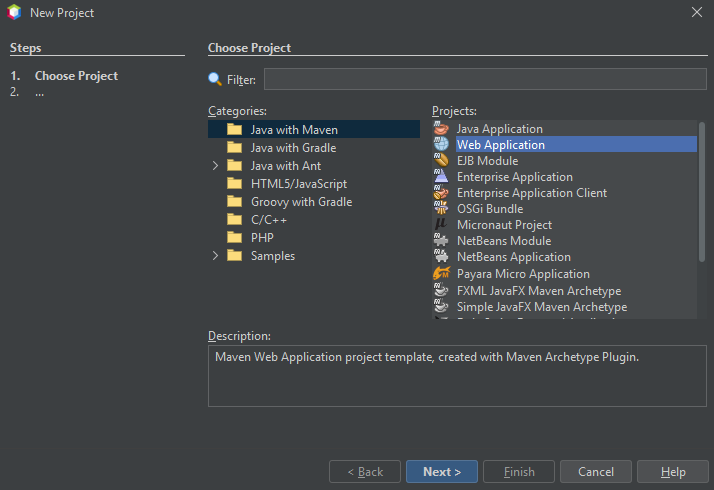 New Project
Steps
1. Choose Project
2. ...
Choose Project
Filter:
Categories:
Java with Maven
Java with Gradle
Java with Ant
HTML5/JavaScript
Groovy with Gradle
C/C++
PHP
Samples
Projects:
Java Application
Web Application
EJB Module
Enterprise Application
Enterprise Application Client
OSGi Bundle
Micronaut Project
NetBeans Module
NetBeans Application
Payara Micro Application
FXML JavaFX Maven Archetype
Simple JavaFX Maven Archetype
Description:
Maven Web Application project template, created with Maven Archetype Plugin.
< Back
Next >
Finish
Cancel
Help